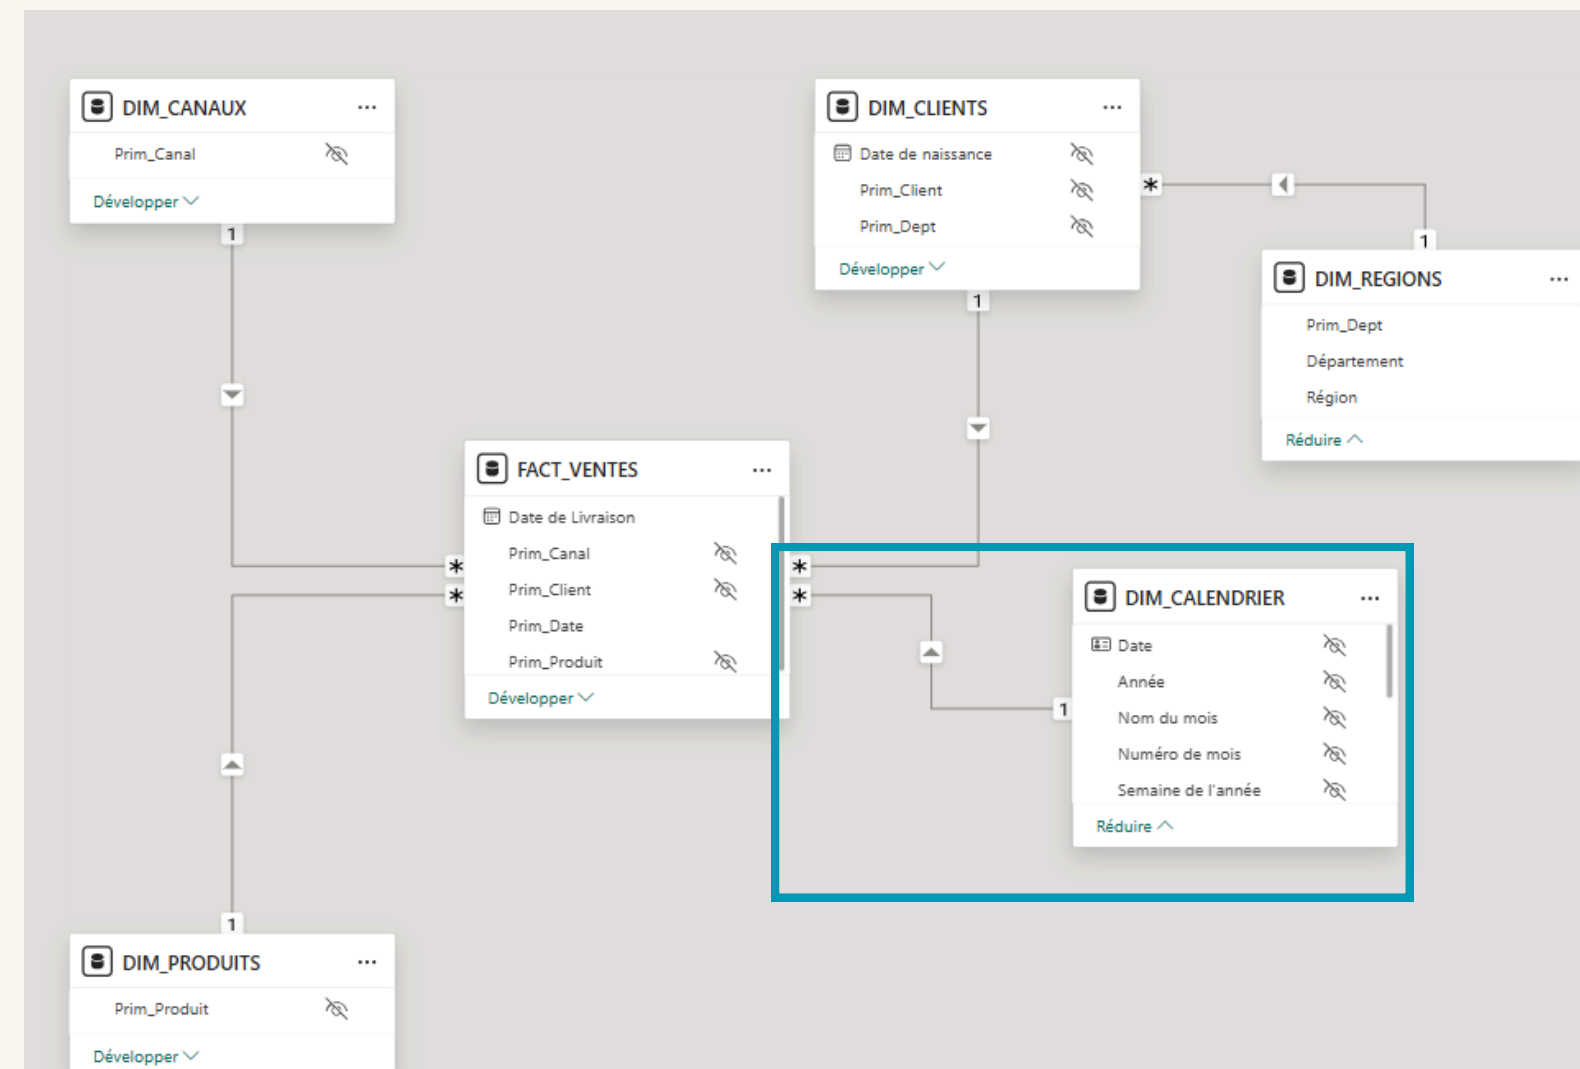 DIM_CANAUX
Prim_Canal
Développer
1
DIM_CLIENTS
Date de naissance
Prim_Client
Prim_Dept
Développer
1
*
1
DIM_REGIONS
Prim_Dept
Département
Région
Réduire
FACT_VENTES
Date de Livraison
Prim_Canal
Prim_Client
Prim_Date
Prim_Produit
Développer
*
*
*
*
1
DIM_CALENDRIER
Date
Année
Nom du mois
Numéro de mois
Semaine de l'année
Réduire
1
DIM_PRODUITS
Prim_Produit
Développer